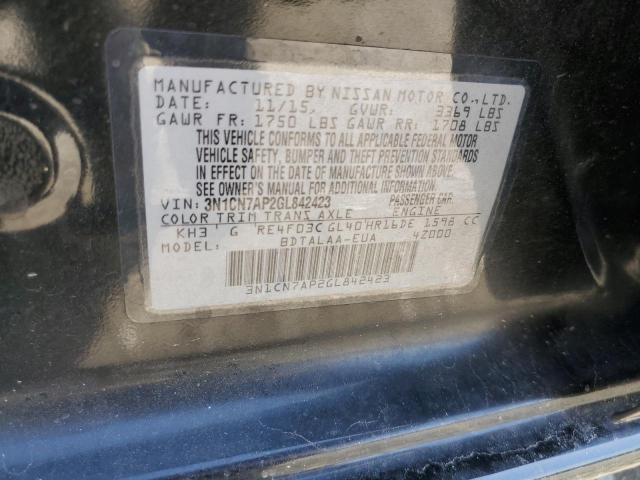 MANUFACTURED BY NISSAN MOTOR CO.,LTD.
DATE: 11/15 GVWR: 3369 LBS
GAWR FR: 1750 LBS GAWR RR: 1708 LBS
THIS VEHICLE CONFORMS TO ALL APPLICABLE FEDERAL MOTOR
VEHICLE SAFETY, BUMPER AND THEFT PREVENTION STANDARDS
IN EFFECT ON THE DATE OF MANUFACTURE SHOWN ABOVE.
SEE OWNER'S MANUAL FOR ADDITIONAL INFORMATION.
VIN: 3N1CN7AP2GL842423 PASSENGER CAR
COLOR TRIM TRANS AXLE ENGINE
KH3 G RE4F03C GL40 HR16DE 1598 CC
MODEL: BDTALAA-EUA 42000
3N1CN7AP2GL842423